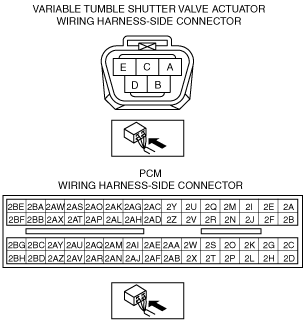 VARIABLE TUMBLE SHUTTER VALVE ACTUATOR
WIRING HARNESS-SIDE CONNECTOR
E C A
D B
PCM
WIRING HARNESS-SIDE CONNECTOR
2BE 2BA 2AW 2AS 2AO 2AK 2AG 2AC 2Y 2U 2Q 2M 2I 2E 2A
2BF 2BB 2AX 2AT 2AP 2AL 2AH 2AD 2Z 2V 2R 2N 2J 2F 2B
2BG 2BC 2AY 2AU 2AQ 2AM 2AI 2AE 2AA 2W 2S 2O 2K 2G 2C
2BH 2BD 2AZ 2AV 2AR 2AN 2AJ 2AF 2AB 2X 2T 2P 2L 2H 2D